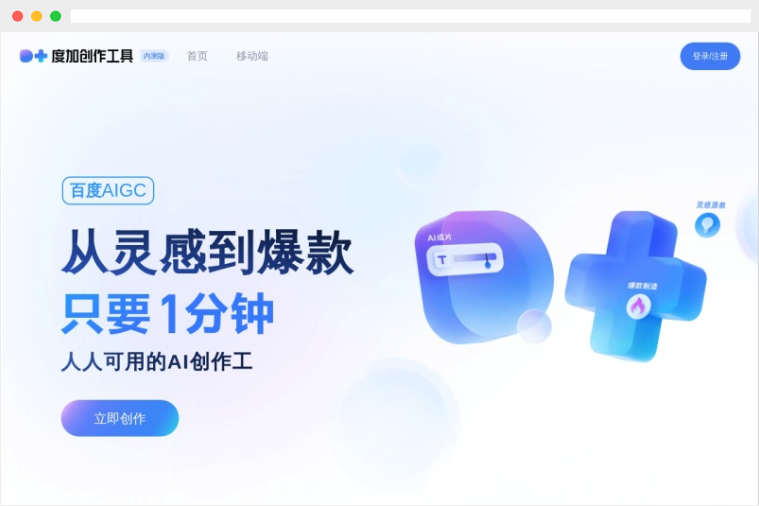 度加创作工具 内测版 首页 移动端 登录/注册
百度AIGC
从灵感到爆款
只要1分钟
人人可用的AI创作工
立即创作
AI成片
T
爆款制造
灵感源泉